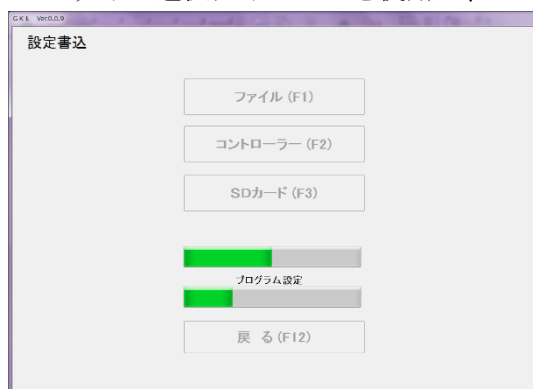 GKL Ver.0.0.9
設定書込
ファイル (F1)
コントローラー (F2)
SDカード (F3)
プログラム設定
戻 る (F12)